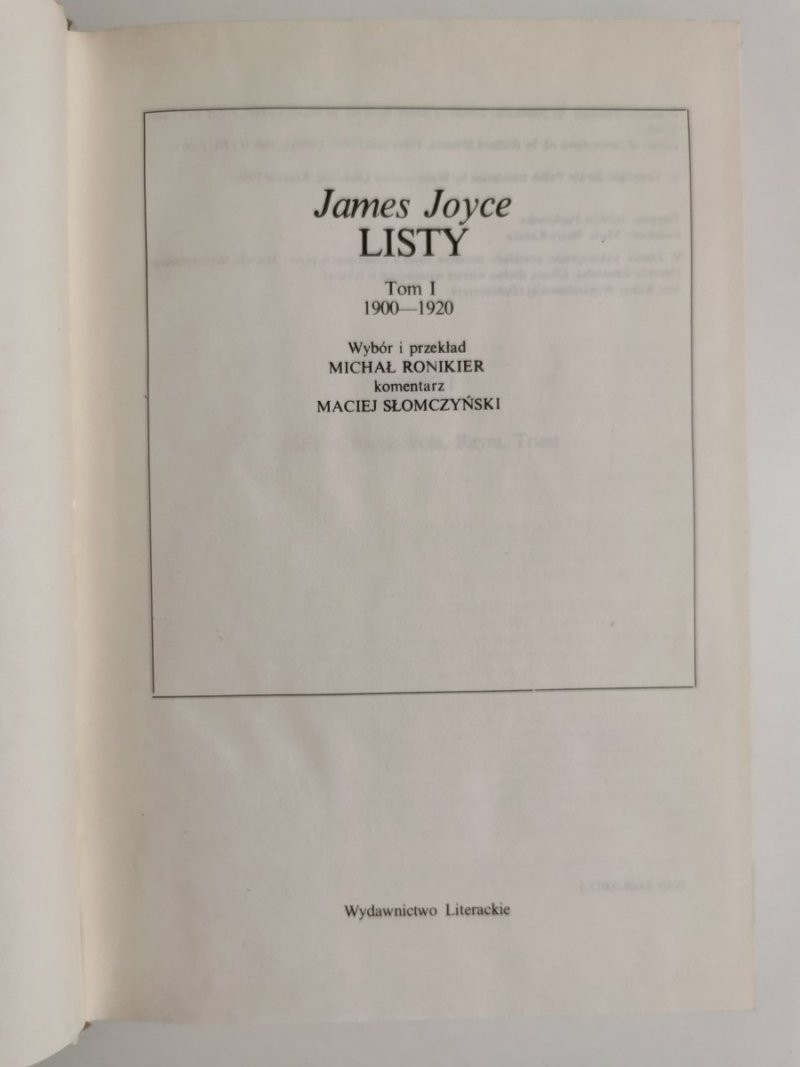 James Joyce
LISTY
Tom I
1900—1920
Wybór i przekład
MICHAŁ RONIKIER
komentarz
MACIEJ SŁOMCZYŃSKI
Wydawnictwo Literackie